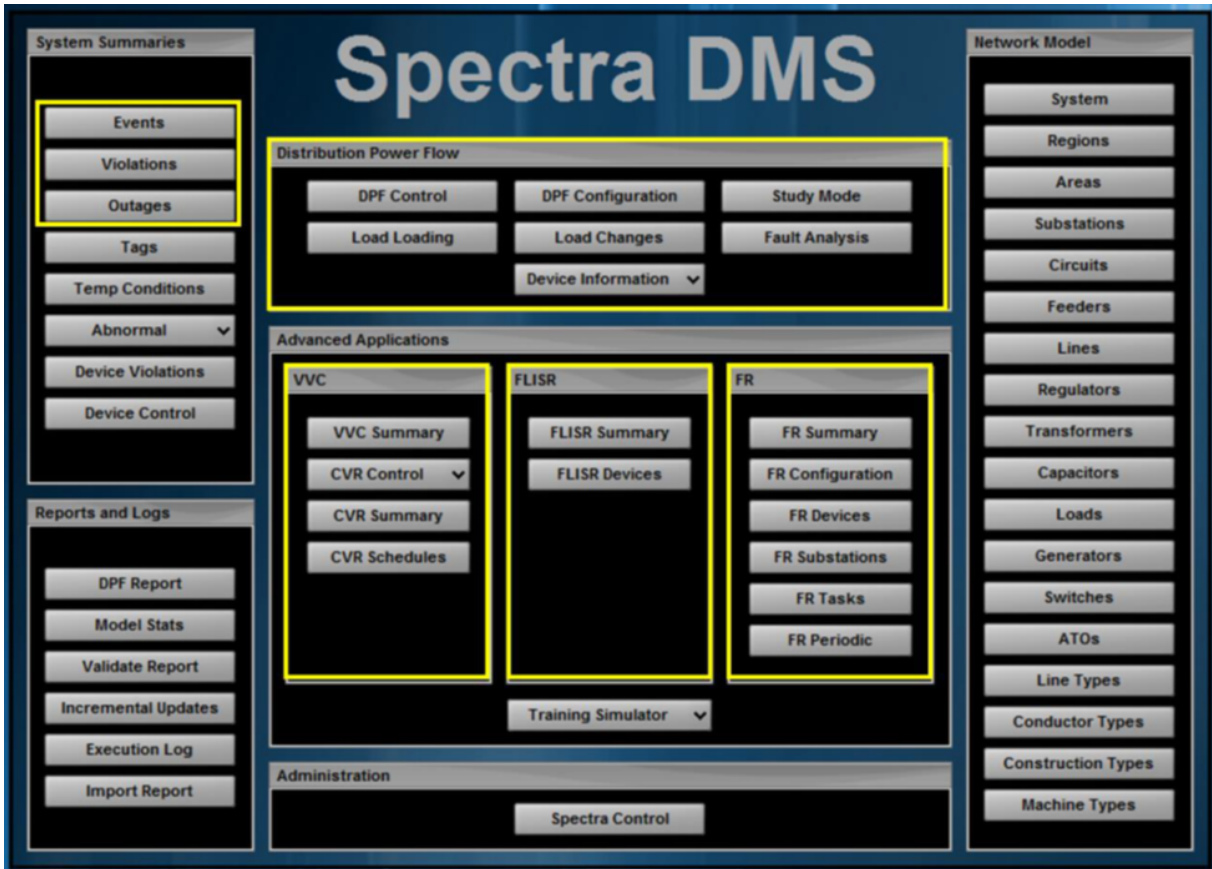 Spectra DMS
System Summaries
Events
Violations
Outages
Tags
Temp Conditions
Abnormal
Device Violations
Device Control
Reports and Logs
DPF Report
Model Stats
Validate Report
Incremental Updates
Execution Log
Import Report
Distribution Power Flow
DPF Control DPF Configuration Study Mode
Load Loading Load Changes Fault Analysis
Device Information
Advanced Applications
VVC
VVC Summary
CVR Control
CVR Summary
CVR Schedules
FLISR
FLISR Summary
FLISR Devices
FR
FR Summary
FR Configuration
FR Devices
FR Substations
FR Tasks
FR Periodic
Training Simulator
Administration
Spectra Control
Network Model
System
Regions
Areas
Substations
Circuits
Feeders
Lines
Regulators
Transformers
Capacitors
Loads
Generators
Switches
ATOs
Line Types
Conductor Types
Construction Types
Machine Types